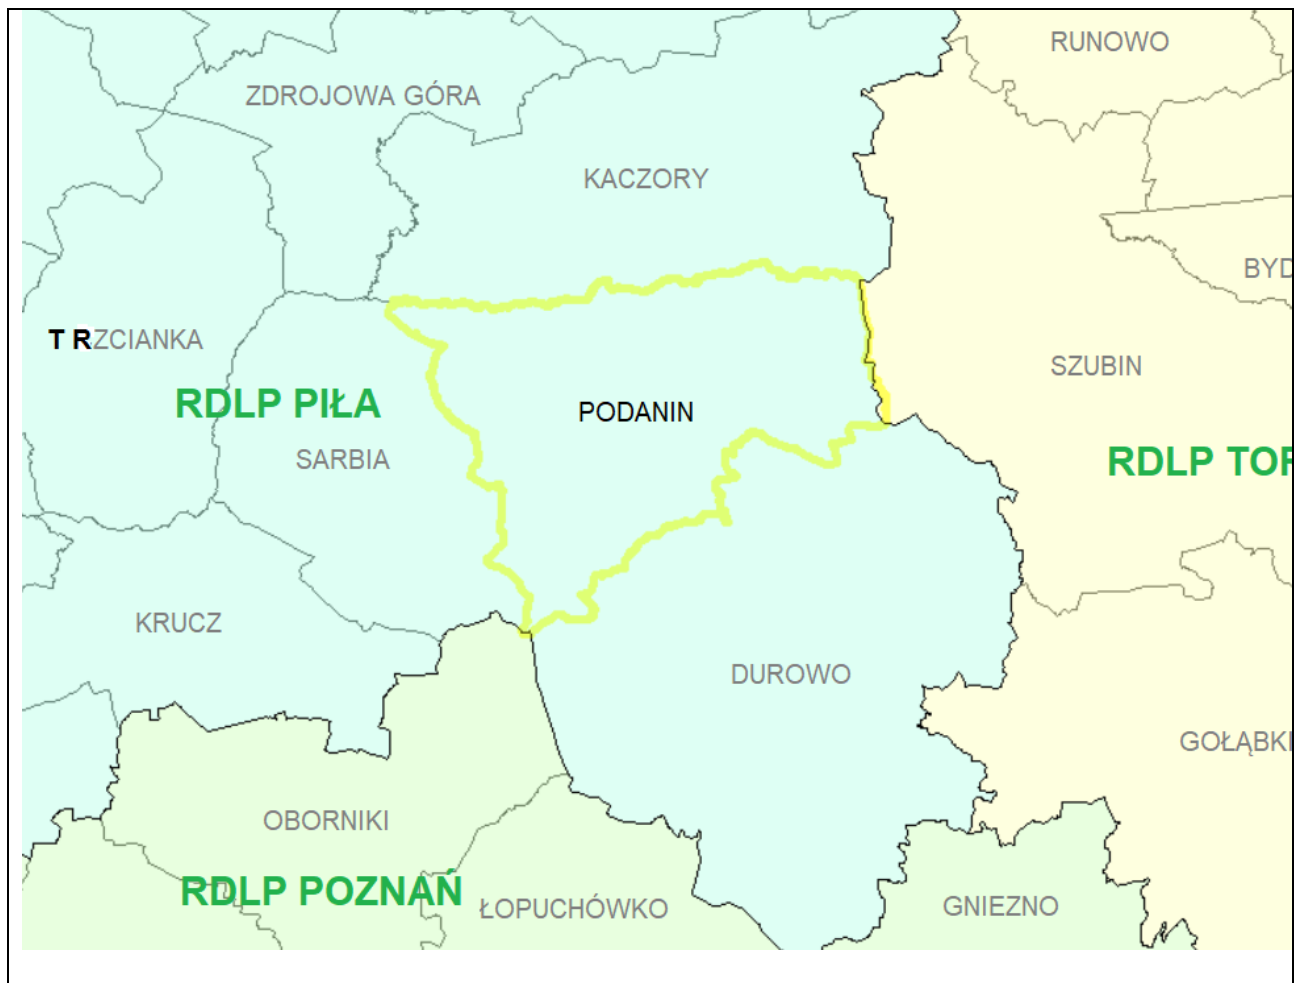 RUNOWO
ZDROJOWA GÓRA
KACZORY
BYD
T RZCIANKA
SZUBIN
RDLP PIŁA
PODANIN
SARBIA
RDLP TOR
KRUCZ
DUROWO
GOŁĄBKI
OBORNIKI
RDLP POZNAŃ
ŁOPUCHÓWKO
GNIEZNO